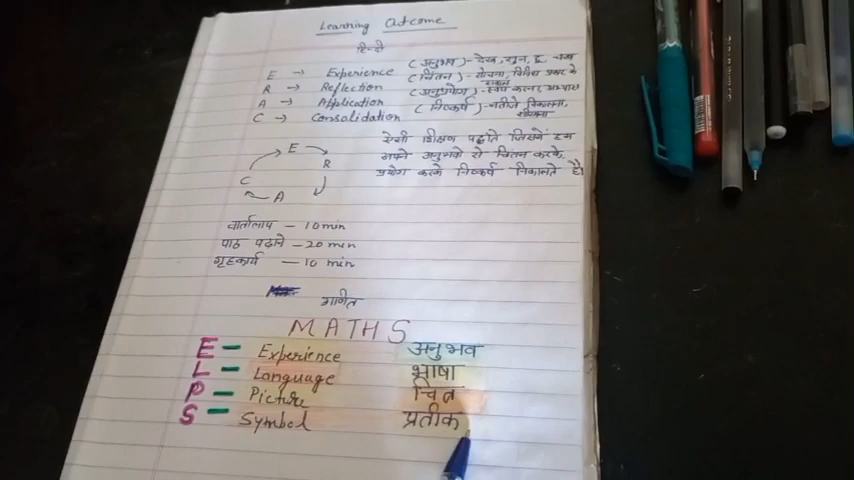 Learning Outcome
हिन्दी
E → Experience (अनुभव) - देख, सुन, छू, चख
R → Reflection (चिंतन) - सोचना, विभिन्न प्रकार के
A → Application (अनुप्रयोग) - स्वयं करना, अभ्यास
C → Consolidation (निष्कर्ष) - नतीजे निकालना,
ऐसी शिक्षण पद्धति जिसमें हम
अपने अनुभवों से चिंतन करके,
प्रयोग करके निष्कर्ष निकालते है।
E
R
C
A
वार्तालाप - 10 min
पाठ पढाने - 20 min
गृहकार्य - 10 min
गणित
MATHS
E - Experience अनुभव
L - Language भाषा
P - Picture चित्र
S - Symbol प्रतीक